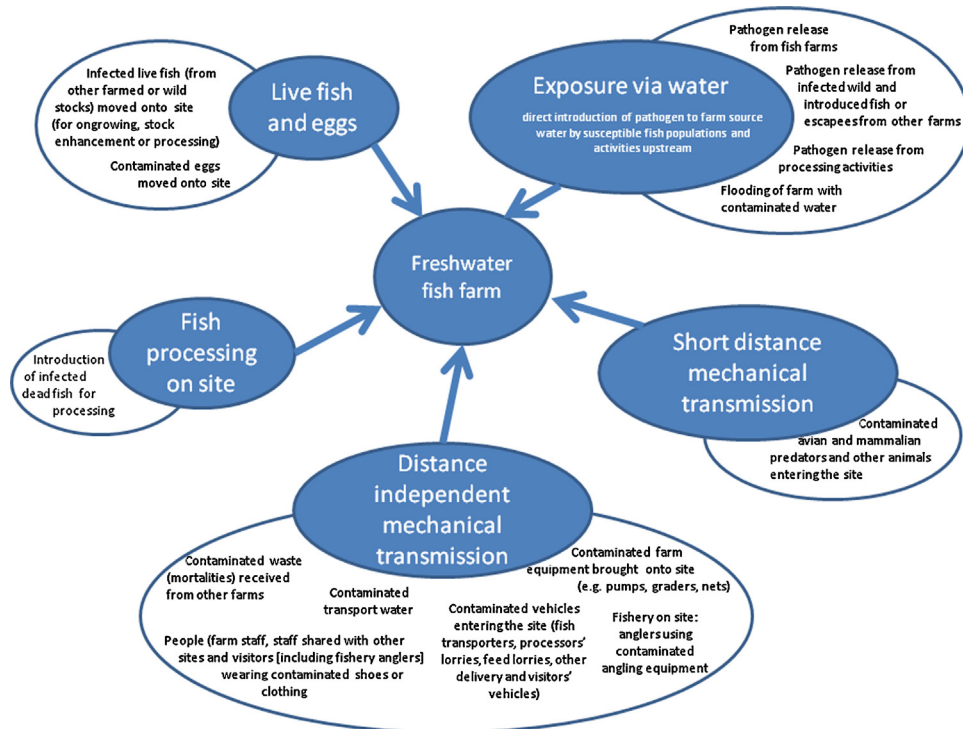 Live fish
and eggs
Infected live fish (from
other farmed or wild
stocks) moved onto site
(for ongrowing, stock
enhancement or processing)
Contaminated eggs
moved onto site
Exposure via water
direct introduction of pathogen to farm source
water by susceptible fish populations and
activities upstream
Pathogen release
from fish farms
Pathogen release from
infected wild and
introduced fish or
escapees from other farms
Pathogen release from
processing activities
Flooding of farm with
contaminated water
Freshwater
fish farm
Fish
processing
on site
Introduction
of infected
dead fish for
processing
Short distance
mechanical
transmission
Contaminated
avian and mammalian
predators and other animals
entering the site
Distance
independent
mechanical
transmission
Contaminated waste
(mortalities) received
from other farms
Contaminated
transport water
Contaminated farm
equipment brought onto site
(e.g. pumps, graders, nets)
People (farm staff, staff shared with other
sites and visitors [including fishery anglers]
wearing contaminated shoes or
clothing
Contaminated vehicles
entering the site (fish
transporters, processors’
lorries, feed lorries, other
delivery and visitors’
vehicles)
Fishery on site:
anglers using
contaminated
angling equipment